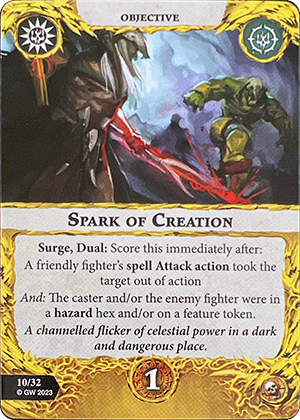 OBJECTIVE
SPARK OF CREATION
Surge, Dual: Score this immediately after:
A friendly fighter's spell Attack action took the
target out of action
And: The caster and/or the enemy fighter were in
a hazard hex and/or on a feature token.
A channelled flicker of celestial power in a dark
and dangerous place.
10/32
© GW 2023
1